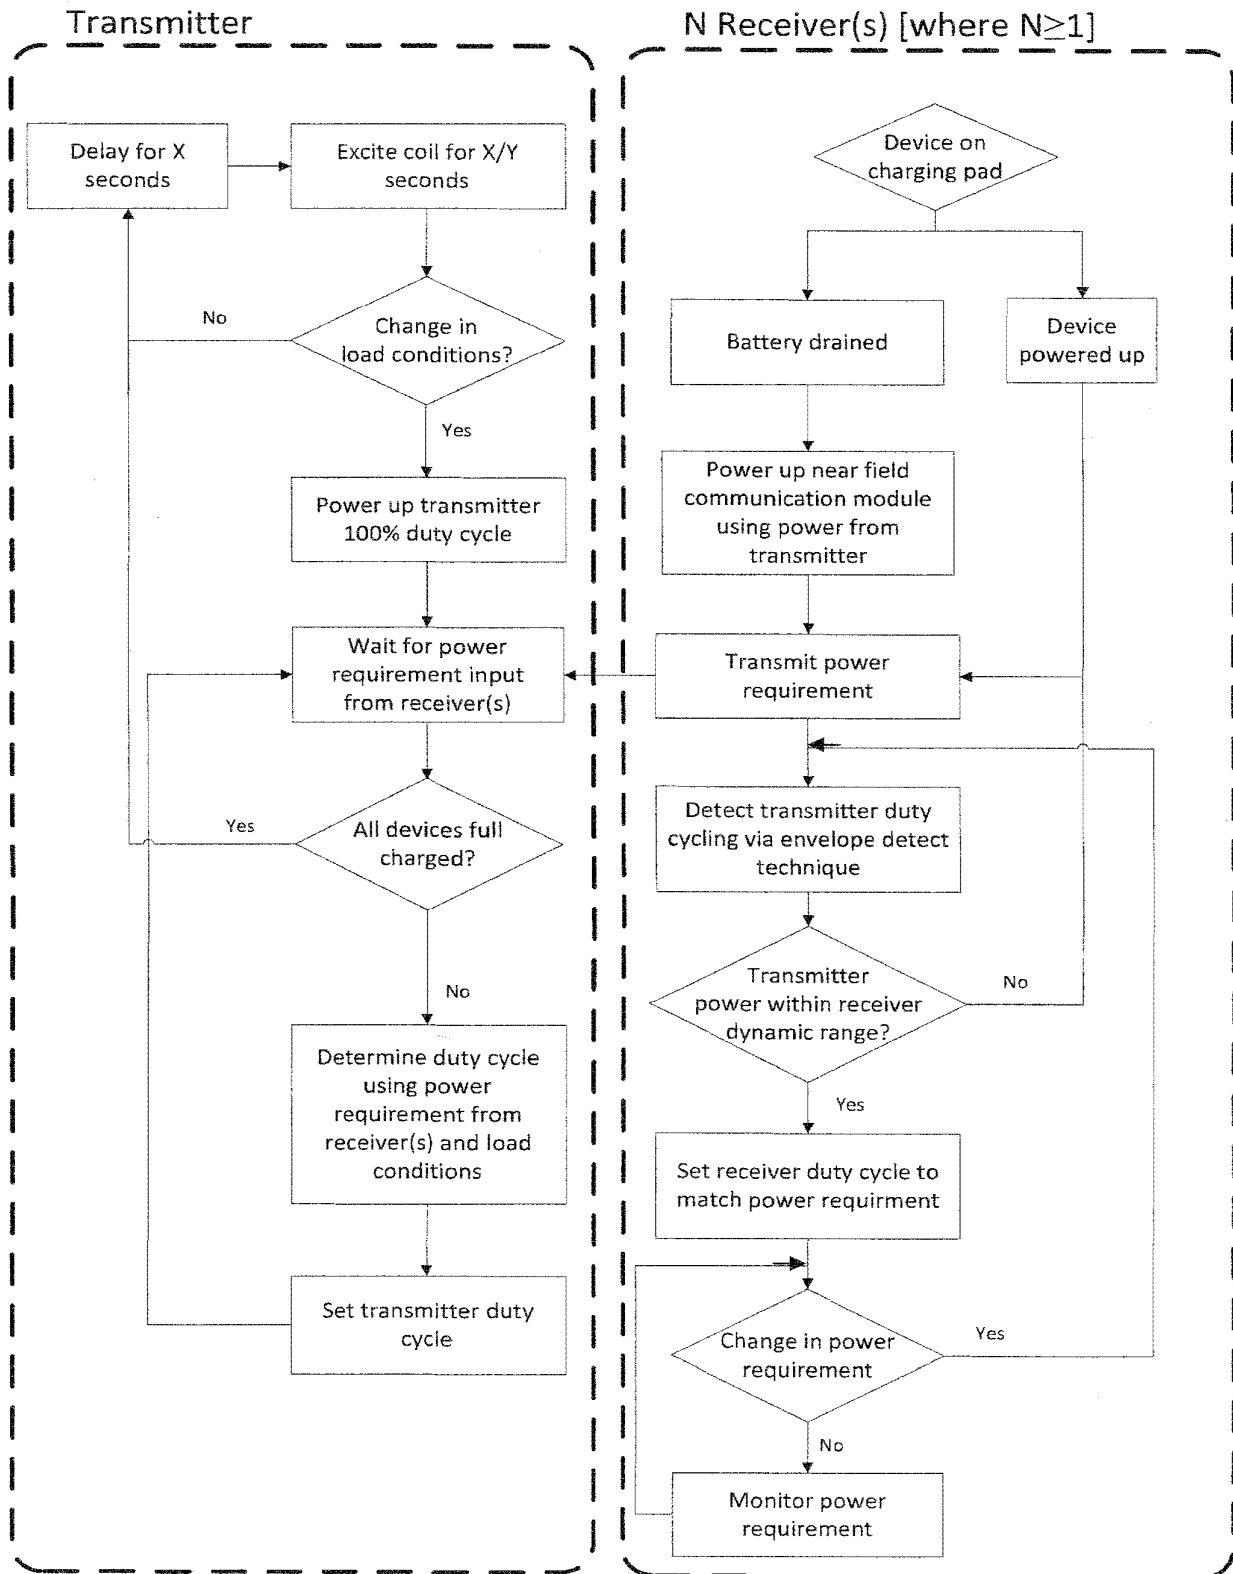 Transmitter
Delay for X
seconds
Excite coil for X/Y
seconds
No
Change in
load conditions?
Yes
Power up transmitter
100% duty cycle
Wait for power
requirement input
from receiver(s)
Yes
All devices full
charged?
No
Determine duty cycle
using power
requirement from
receiver(s) and load
conditions
Set transmitter duty
cycle
N Receiver(s) [where N≥1]
Device on
charging pad
Battery drained
Device
powered up
Power up near field
communication module
using power from
transmitter
Transmit power
requirement
Detect transmitter duty
cycling via envelope detect
technique
Transmitter
power within receiver
dynamic range?
No
Yes
Set receiver duty cycle to
match power requirment
Change in power
requirement
Yes
No
Monitor power
requirement